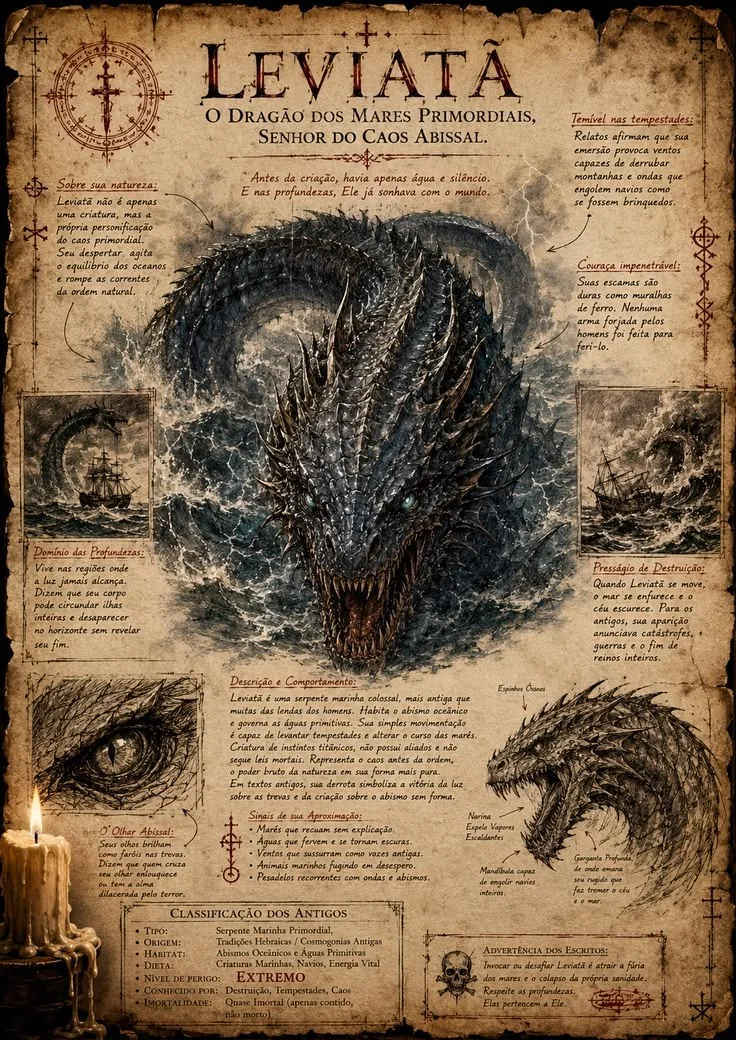 LEVIATÃ
O DRAGÃO DOS MARES PRIMORDIAIS,
SENHOR DO CAOS ABISSAL.
Antes da criação, havia apenas água e silêncio.
E nas profundezas, Ele já sonhava com o mundo.
Sobre sua natureza:
Leviatã não é apenas
uma criatura, mas a
própria personificação
do caos primordial.
Seu despertar agita
o equilíbrio dos oceanos
e rompe as correntes
da ordem natural.
Temível nas tempestades:
Relatos afirmam que sua
emersão provoca ventos
capazes de derrubar
montanhas e ondas que
engolem navios como
se fossem brinquedos.
Couraça impenetrável:
Suas escamas são
duras como muralhas
de ferro. Nenhuma
arma forjada pelos
homens foi feita para
feri-lo.
Domínio das Profundezas:
Vive nas regiões onde
a luz jamais alcança.
Dizem que seu corpo
pode circundar ilhas
inteiras e desaparecer
no horizonte sem revelar
seu fim.
Presságio de Destruição:
Quando Leviatã se move,
o mar se enfurece e o
céu escurece. Para os
antigos, sua aparição
anunciava catástrofes,
guerras e o fim de
reinos inteiros.
Descrição e Comportamento:
Leviatã é uma serpente marinha colossal, mais antiga que
muitas das lendas dos homens. Habita o abismo oceânico
e governa as águas primitivas. Sua simples movimentação
é capaz de levantar tempestades e alterar o curso das marés.
Criatura de instintos titânicos, não possui aliados e não
segue leis mortais. Representa o caos antes da ordem,
o poder bruto da natureza em sua forma mais pura.
Em textos antigos, sua derrota simboliza a vitória da luz
sobre as trevas e da criação sobre o abismo sem forma.
Sinais de sua Aproximação:
• Marés que recuam sem explicação.
• Águas que fervem e se tornam escuras.
• Ventos que sussurram como vozes antigas.
• Animais marinhos fugindo em desespero.
• Pesadelos recorrentes com ondas e abismos.
O Olhar Abissal:
Seus olhos brilham
como faróis nas trevas.
Dizem que quem cruza
seu olhar enlouquece
ou tem a alma
dilacerada pelo terror.
Espinhos Ósseos
Narina
Expele Vapores
Escaldantes
Mandíbula capaz
de engolir navios
inteiros.
Garganta Profunda,
de onde emana
seu rugido que
faz tremer o céu
e o mar.
CLASSIFICAÇÃO DOS ANTIGOS
• TIPO: Serpente Marinha Primordial,
• ORIGEM: Tradições Hebraicas / Cosmogonias Antigas
• HABITAT: Abismos Oceânicos e Águas Primitivas
• DIETA: Criaturas Marinhas, Navios, Energia Vital
• NÍVEL DE PERIGO: EXTREMO
• CONHECIDO POR: Destruição, Tempestades, Caos
• IMORTALIDADE: Quase Imortal (apenas contido,
não morto)
ADVERTÊNCIA DOS ESCRITOS:
Invocar ou desafiar Leviatã é atrair a fúria
dos mares e o colapso da própria sanidade.
Respeite as profundezas.
Elas pertencem a Ele.